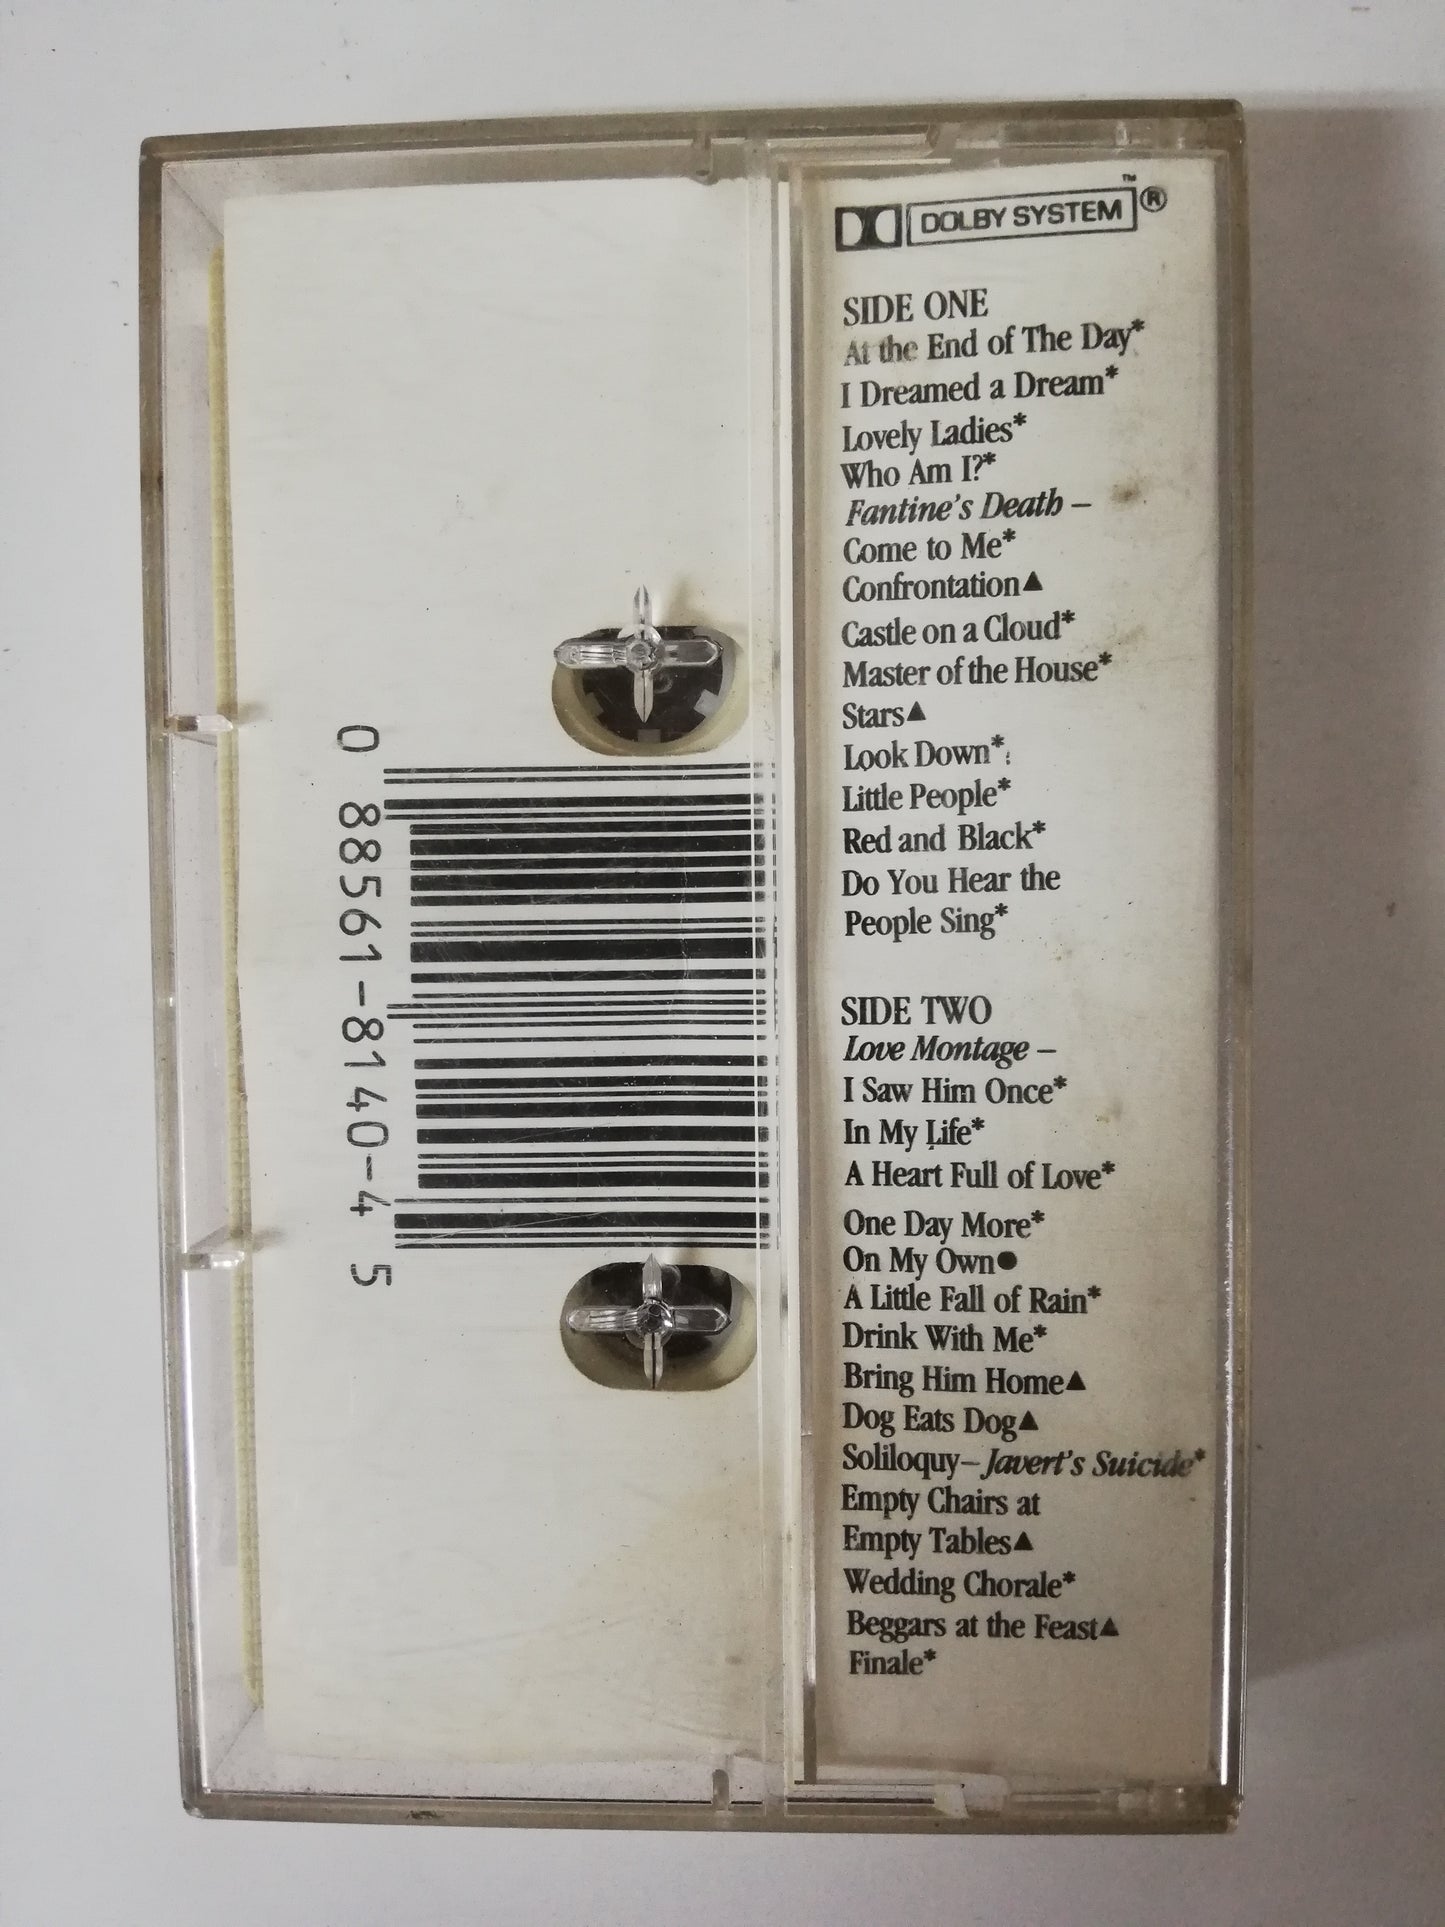 DOLBY SYSTEM ™ ®
SIDE ONE
At the End of The Day*
I Dreamed a Dream*
Lovely Ladies*
Who Am I?*
Fantine's Death –
Come to Me*
Confrontation▲
Castle on a Cloud*
Master of the House*
Stars▲
Look Down*
Little People*
Red and Black*
Do You Hear the
People Sing*
SIDE TWO
Love Montage –
I Saw Him Once*
In My Life*
A Heart Full of Love*
One Day More*
On My Own●
A Little Fall of Rain*
Drink With Me*
Bring Him Home▲
Dog Eats Dog▲
Soliloquy–Javert's Suicide*
Empty Chairs at
Empty Tables▲
Wedding Chorale*
Beggars at the Feast▲
Finale*
0 88561-8140-4 5